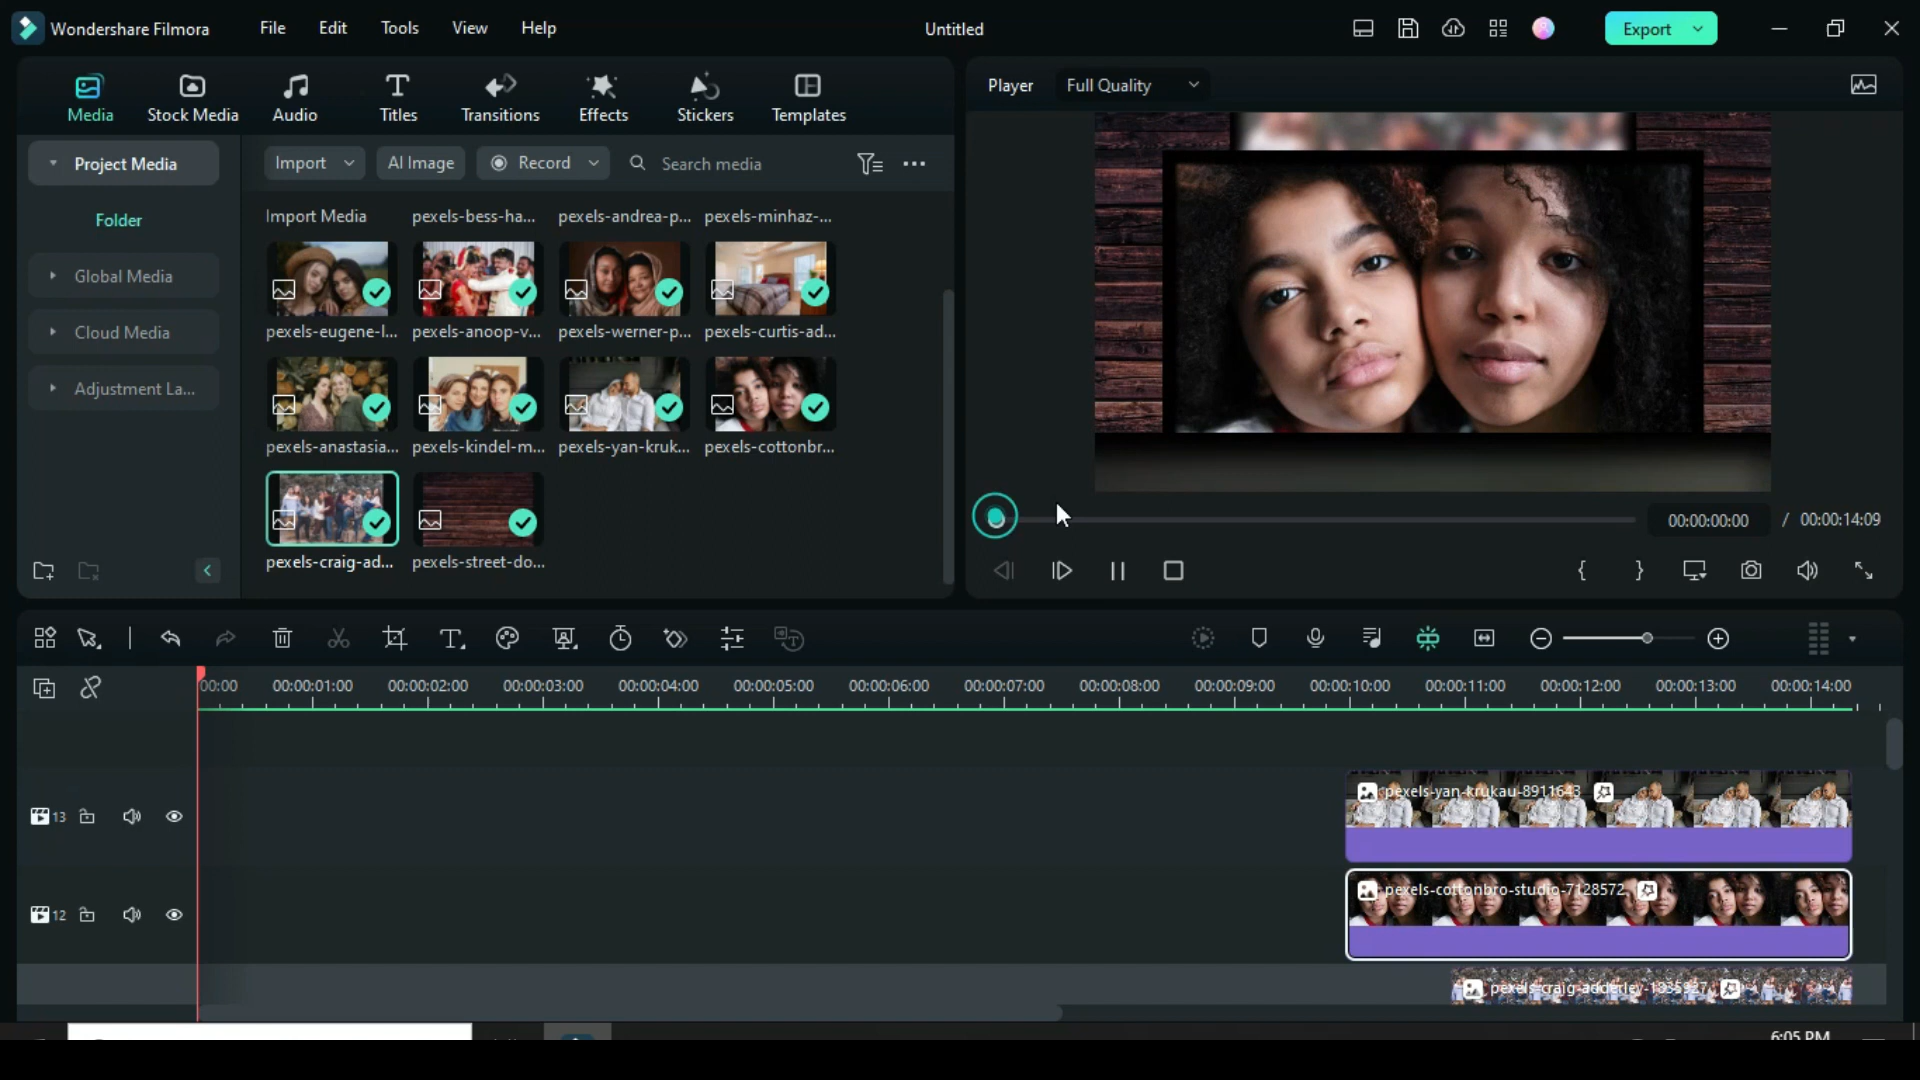 Wondershare Filmora
File
Edit
Tools
View
Help
Untitled
Export
Media
Stock Media
Audio
Titles
Transitions
Effects
Stickers
Templates
Player
Full Quality
Project Media
Import
AI Image
Record
Search media
Folder
Global Media
Cloud Media
Adjustment La...
Import Media
pexels-bess-ha...
pexels-andrea-p...
pexels-minhaz-...
pexels-eugene-l...
pexels-anoop-v...
pexels-werner-p...
pexels-curtis-ad...
pexels-anastasia...
pexels-kindel-m...
pexels-yan-kruk...
pexels-cottonbr...
pexels-craig-ad...
pexels-street-do...
00:00:00:00 / 00:00:14:09
{ }
00:00 00:00:01:00 00:00:02:00 00:00:03:00 00:00:04:00 00:00:05:00 00:00:06:00 00:00:07:00 00:00:08:00 00:00:09:00 00:00:10:00 00:00:11:00 00:00:12:00 00:00:13:00 00:00:14:00
13
pexels-yan-krukau-8911643
12
pexels-cottonbro-studio-7128572
pexels-craig-adderley-1835927
6:05 PM